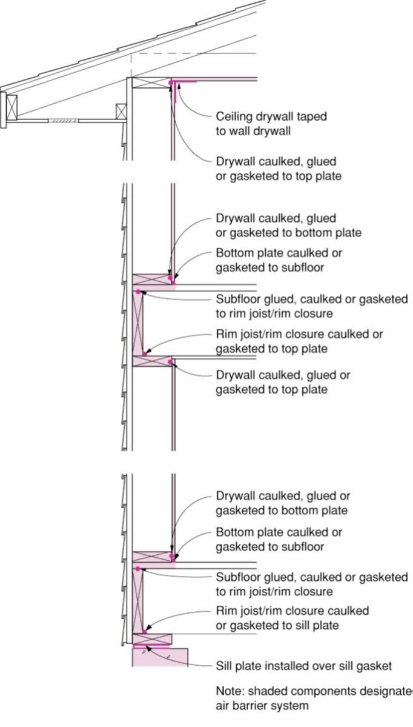 Ceiling drywall taped
to wall drywall
Drywall caulked, glued
or gasketed to top plate
Drywall caulked, glued
or gasketed to bottom plate
Bottom plate caulked or
gasketed to subfloor
Subfloor glued, caulked or gasketed
to rim joist/rim closure
Rim joist/rim closure caulked or
gasketed to top plate
Drywall caulked, glued or
gasketed to top plate
Drywall caulked, glued or
gasketed to bottom plate
Bottom plate caulked or
gasketed to subfloor
Subfloor glued, caulked or gasketed
to rim joist/rim closure
Rim joist/rim closure caulked
or gasketed to sill plate
Sill plate installed over sill gasket
Note: shaded components designate
air barrier system